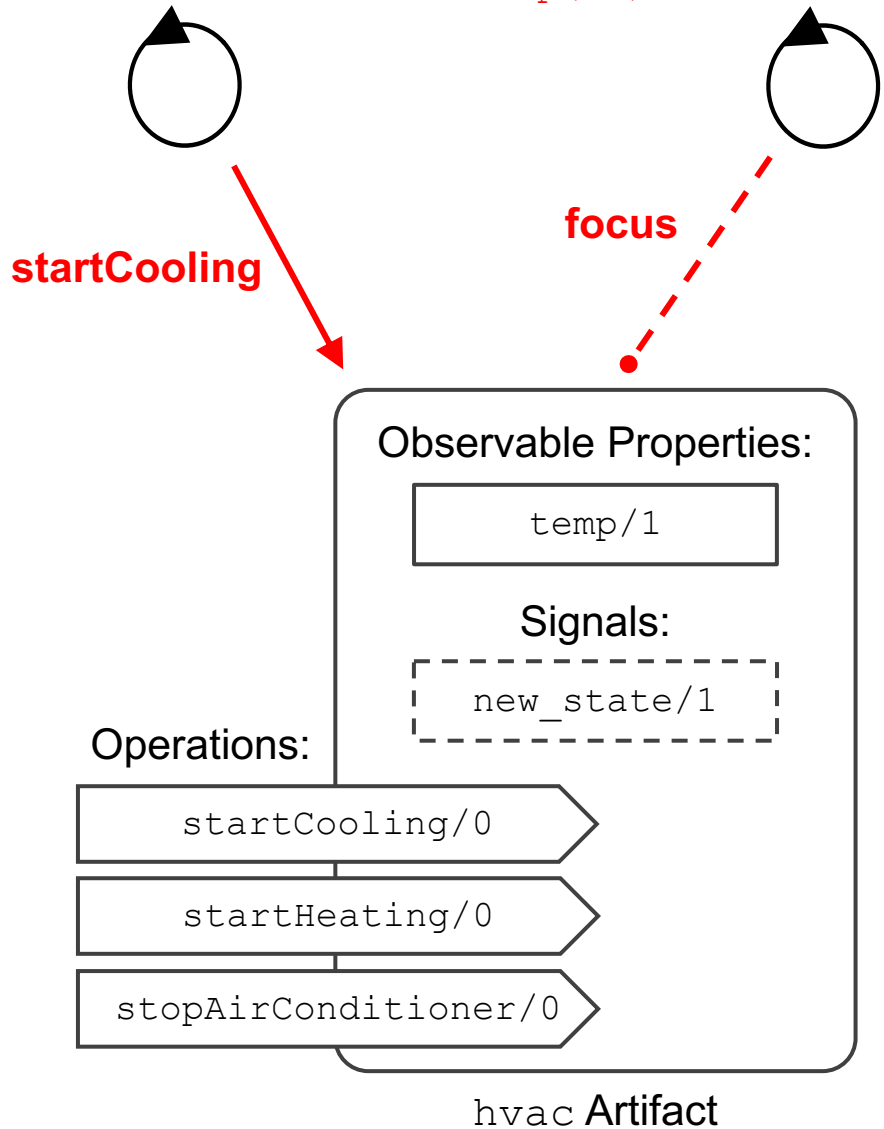 focus
startCooling
Observable Properties:
temp/1
Signals:
new_state/1
Operations:
startCooling/0
startHeating/0
stopAirConditioner/0
hvac Artifact